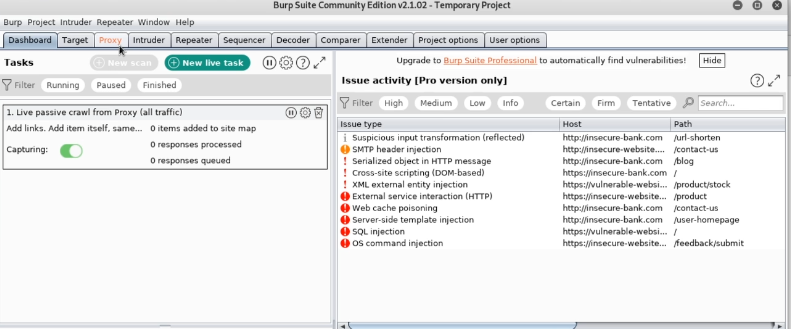 Burp Suite Community Edition v2.1.02 - Temporary Project
Burp Project Intruder Repeater Window Help
Dashboard Target Proxy Intruder Repeater Sequencer Decoder Comparer Extender Project options User options
Tasks
New scan
New live task
Filter Running Paused Finished
1. Live passive crawl from Proxy (all traffic)
Add links. Add item itself, same... 0 items added to site map
Capturing: 0 responses processed
0 responses queued
Upgrade to Burp Suite Professional to automatically find vulnerabilities! Hide
Issue activity [Pro version only]
Filter High Medium Low Info Certain Firm Tentative Search...
Issue type Host Path
Suspicious input transformation (reflected) http://insecure-bank.com /url-shorten
SMTP header injection http://insecure-website.... /contact-us
Serialized object in HTTP message http://insecure-bank.com /blog
Cross-site scripting (DOM-based) https://insecure-bank.com /
XML external entity injection https://vulnerable-websi... /product/stock
External service interaction (HTTP) https://insecure-website... /product
Web cache poisoning http://insecure-bank.com /contact-us
Server-side template injection http://insecure-bank.com /user-homepage
SQL injection https://vulnerable-websi... /
OS command injection https://insecure-website... /feedback/submit